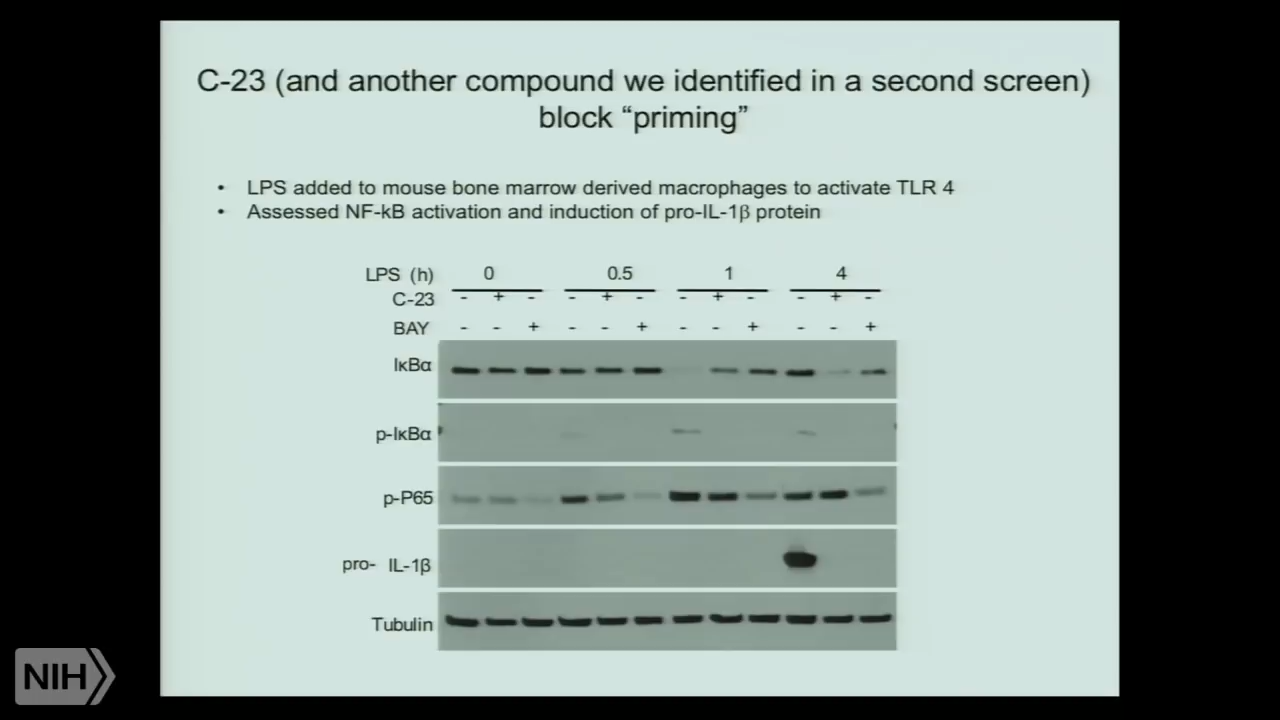 C-23 (and another compound we identified in a second screen)
block “priming”
• LPS added to mouse bone marrow derived macrophages to activate TLR 4
• Assessed NF-kB activation and induction of pro-IL-1β protein
LPS (h) 0 0.5 1 4
C-23 - + - - + - - + - - + -
BAY - - + - - + - - + - - +
IκBα
p-IκBα
p-P65
pro- IL-1β
Tubulin
NIH